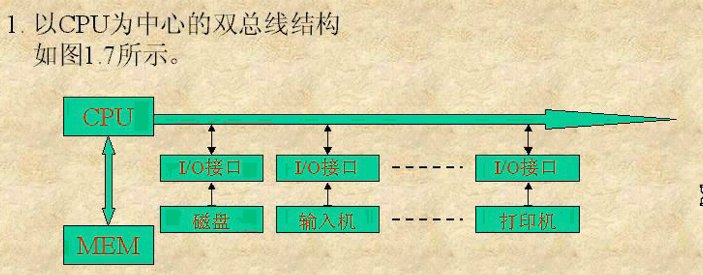 1. 以CPU为中心的双总线结构
如图1.7所示。
CPU
I/O接口 I/O接口 I/O接口
磁盘 输入机 打印机
MEM